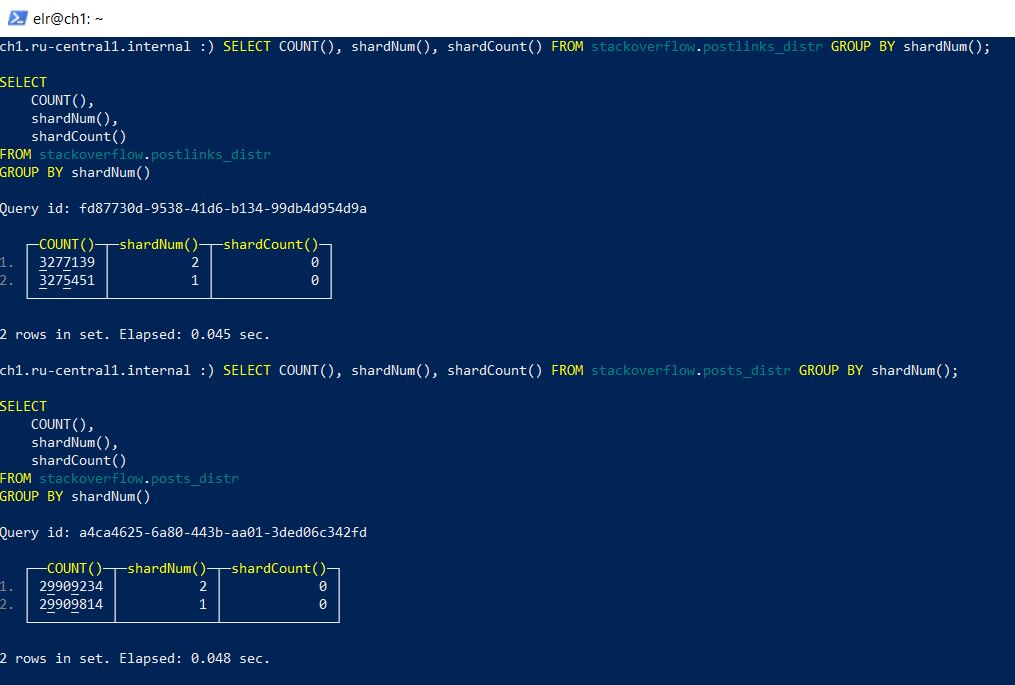 elr@ch1: ~
ch1.ru-central1.internal :) SELECT COUNT(), shardNum(), shardCount() FROM stackoverflow.postlinks_distr GROUP BY shardNum();
SELECT
COUNT(),
shardNum(),
shardCount()
FROM stackoverflow.postlinks_distr
GROUP BY shardNum()
Query id: fd87730d-9538-41d6-b134-99db4d954d9a
COUNT() shardNum() shardCount()
1. 3277139 2 0
2. 3275451 1 0
2 rows in set. Elapsed: 0.045 sec.
ch1.ru-central1.internal :) SELECT COUNT(), shardNum(), shardCount() FROM stackoverflow.posts_distr GROUP BY shardNum();
SELECT
COUNT(),
shardNum(),
shardCount()
FROM stackoverflow.posts_distr
GROUP BY shardNum()
Query id: a4ca4625-6a80-443b-aa01-3ded06c342fd
COUNT() shardNum() shardCount()
1. 29909234 2 0
2. 29909814 1 0
2 rows in set. Elapsed: 0.048 sec.